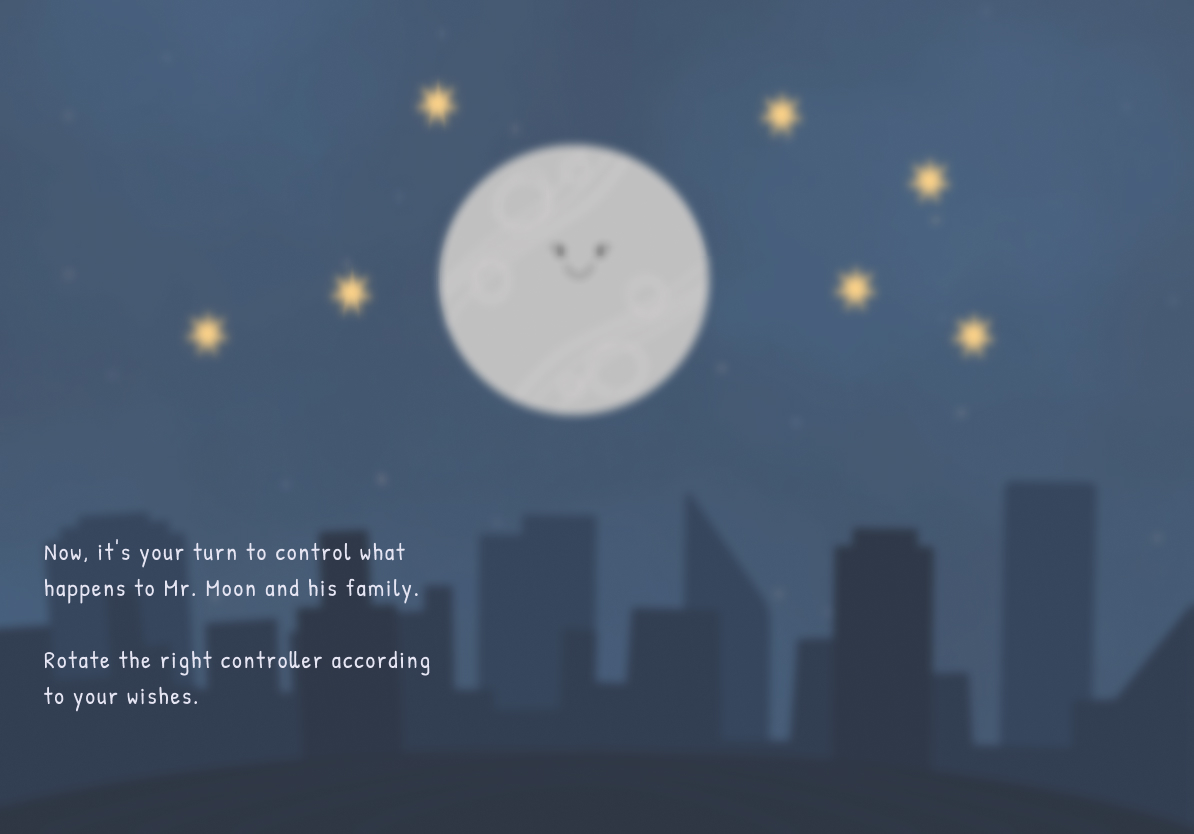 Now, it's your turn to control what
happens to Mr. Moon and his family.
Rotate the right controller according
to your wishes.